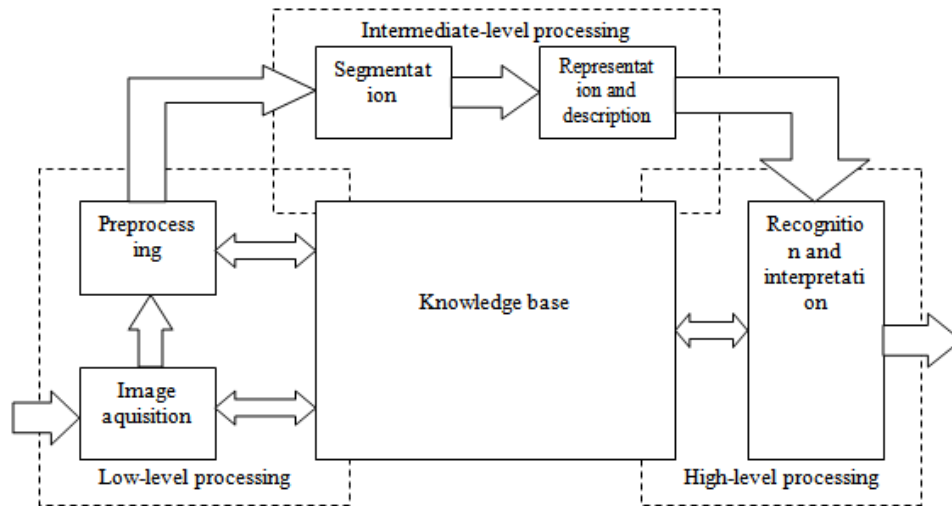 Intermediate-level processing
Segmentat
ion
Representat
ion and
description
Preprocess
ing
Knowledge base
Recognitio
n and
interpretati
on
Image
aquisition
Low-level processing
High-level processing